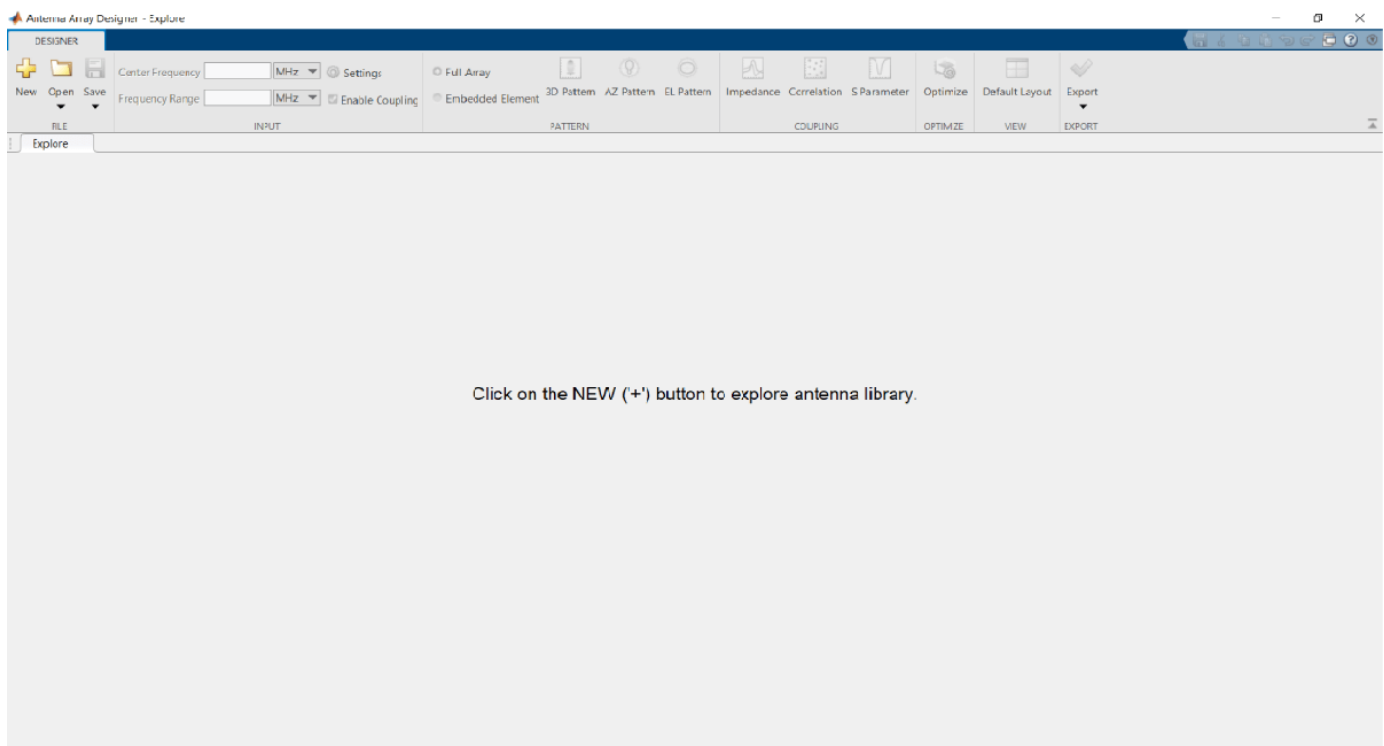 Antenna Array Designer - Explore
DESIGNER
New Open Save
FILE
Center Frequency MHz Settings
Frequency Range MHz Enable Coupling
INPUT
Full Array
Embedded Element
3D Pattern AZ Pattern EL Pattern
PATTERN
Impedance Correlation S Parameter
COUPLING
Optimize
OPTIMIZE
Default Layout
VIEW
Export
EXPORT
Explore
Click on the NEW ('+') button to explore antenna library.